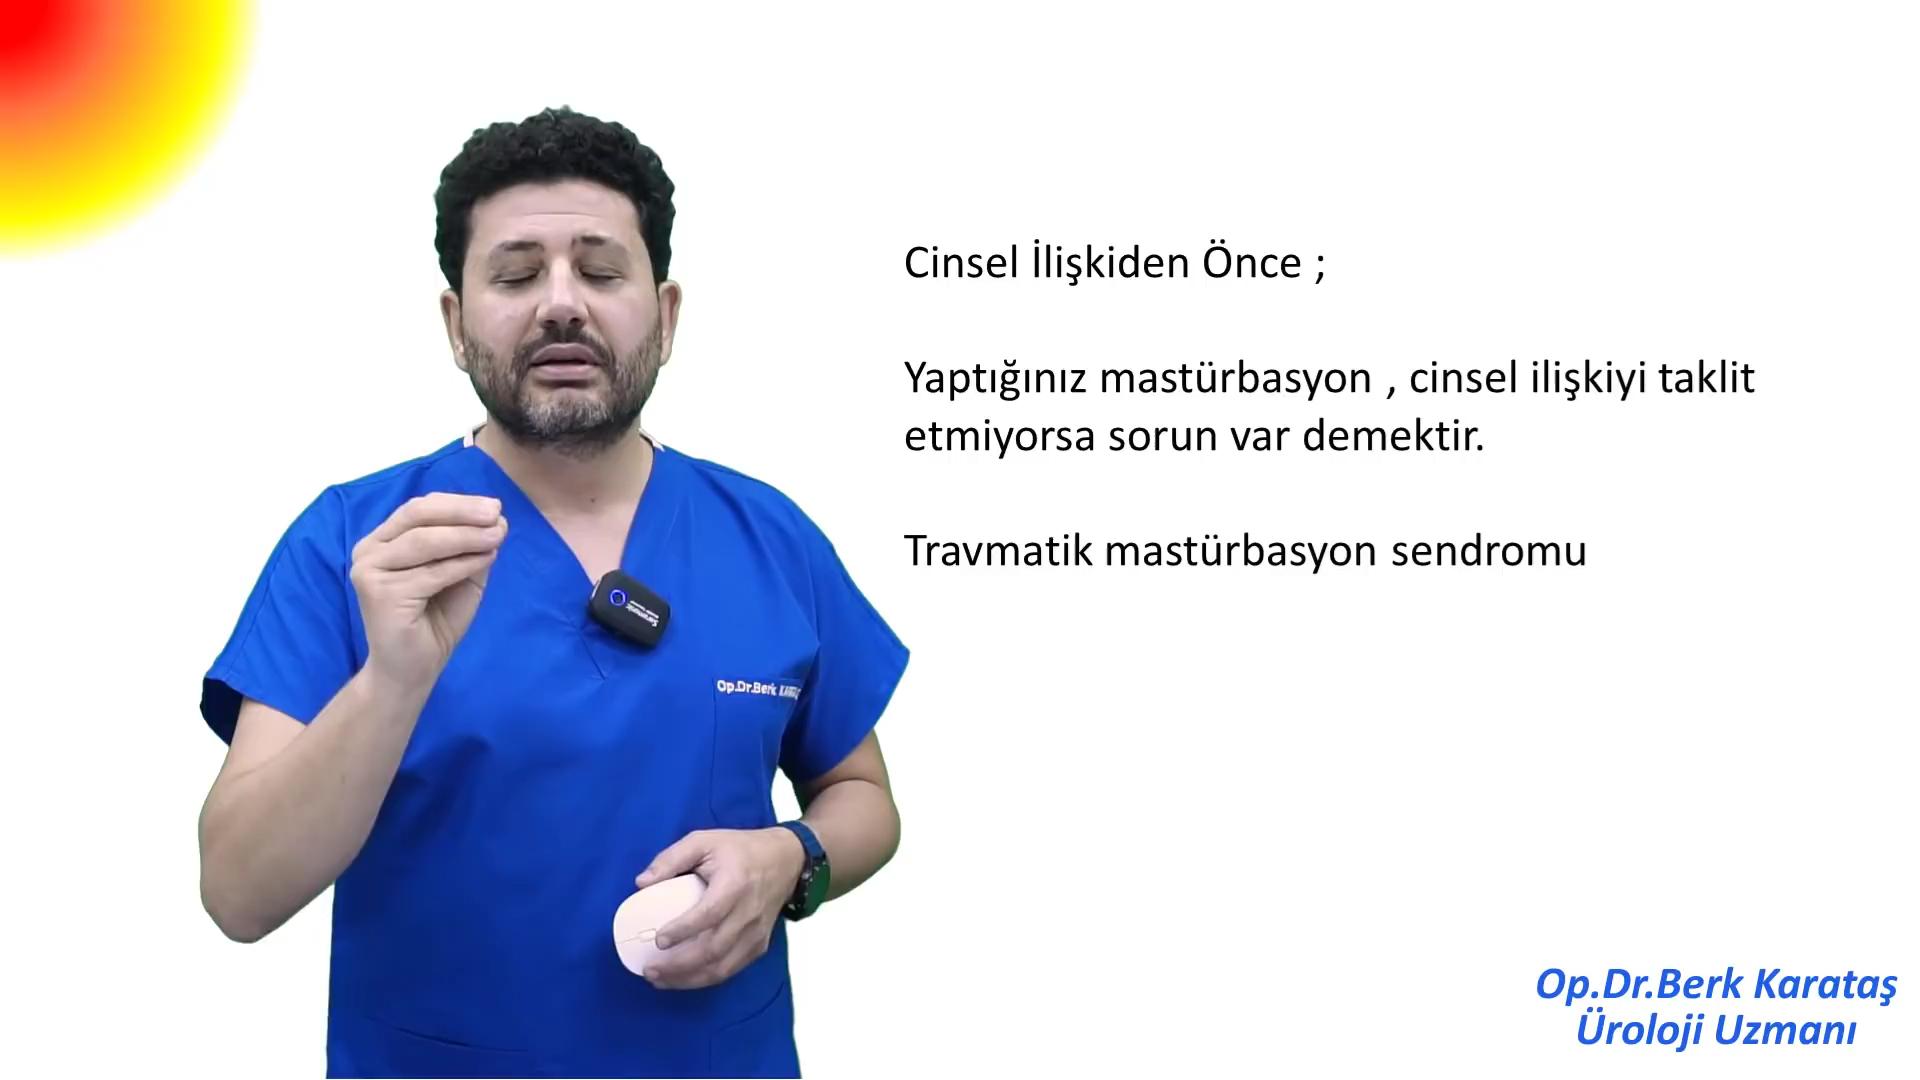 Cinsel İlişkiden Önce ;
Yaptığınız mastürbasyon , cinsel ilişkiyi taklit
etmiyorsa sorun var demektir.
Travmatik mastürbasyon sendromu
Saramonic
Op.Dr.Berk
Op.Dr.Berk Karataş
Üroloji Uzmanı